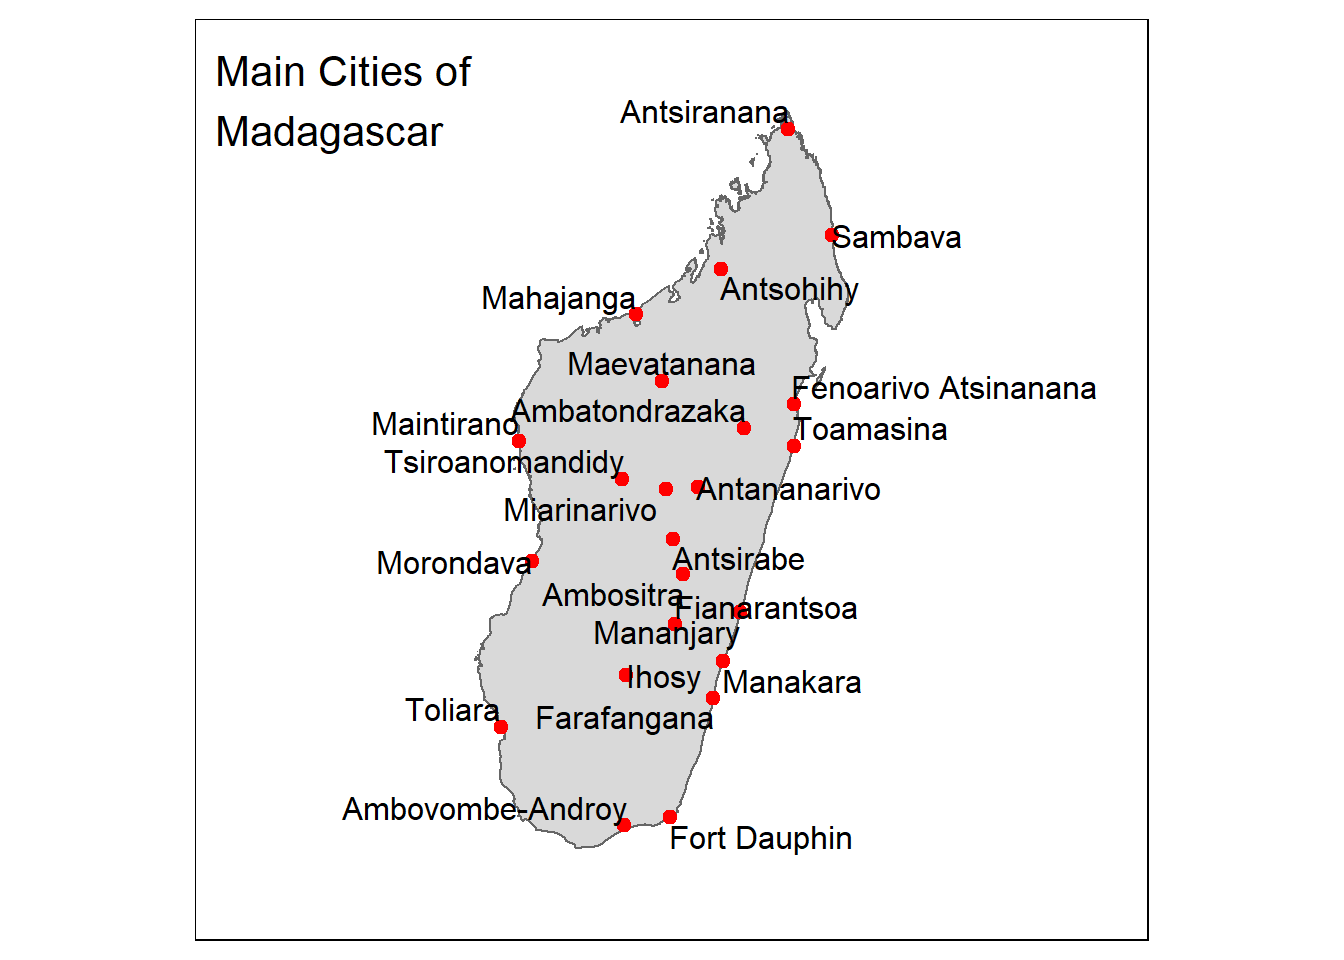 Main Cities of
Madagascar
Antsiranana
Sambava
Antsohihy
Mahajanga
Maevatanana
Fenoarivo Atsinanana
Ambatondrazaka
Maintirano
Toamasina
Tsiroanomandidy
Antananarivo
Miarinarivo
Antsirabe
Morondava
Ambositra
Fianarantsoa
Mananjary
Ihosy
Manakara
Toliara
Farafangana
Ambovombe-Androy
Fort Dauphin